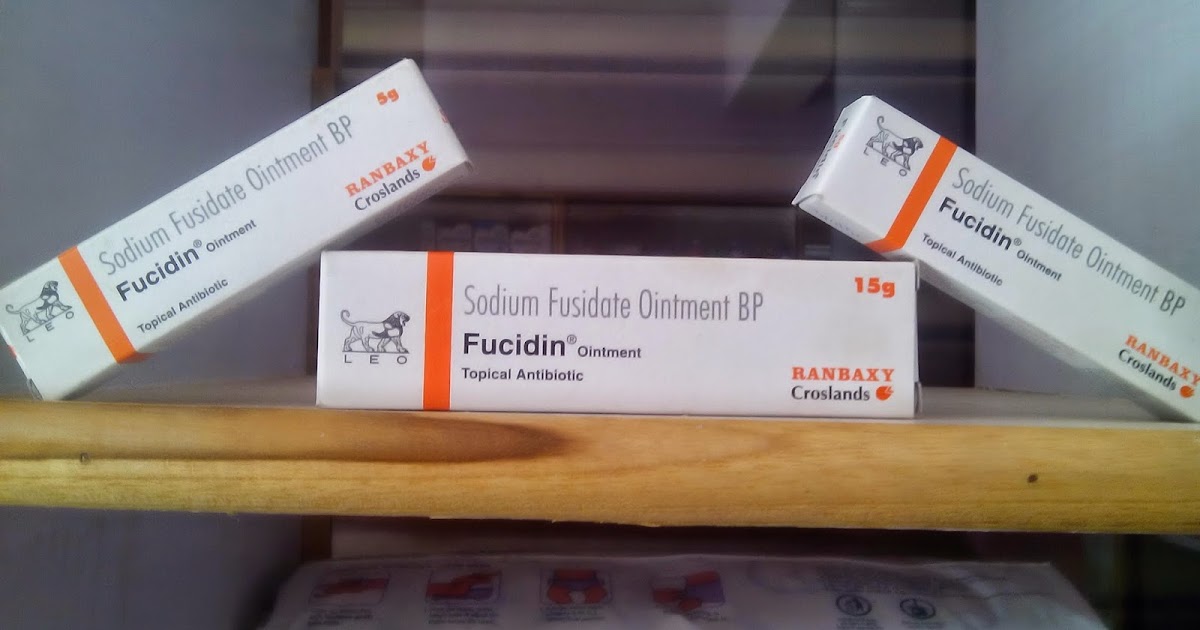 5g
Sodium Fusidate Ointment BP
Fucidin® Ointment
Topical Antibiotic
RANBAXY
Croslands
LEO
15g
Sodium Fusidate Ointment BP
Fucidin® Ointment
Topical Antibiotic
RANBAXY
Croslands
LEO
LEO
Sodium Fusidate Ointment BP
Fucidin® Ointment
Topical Antibiotic
RANBAXY
Croslands